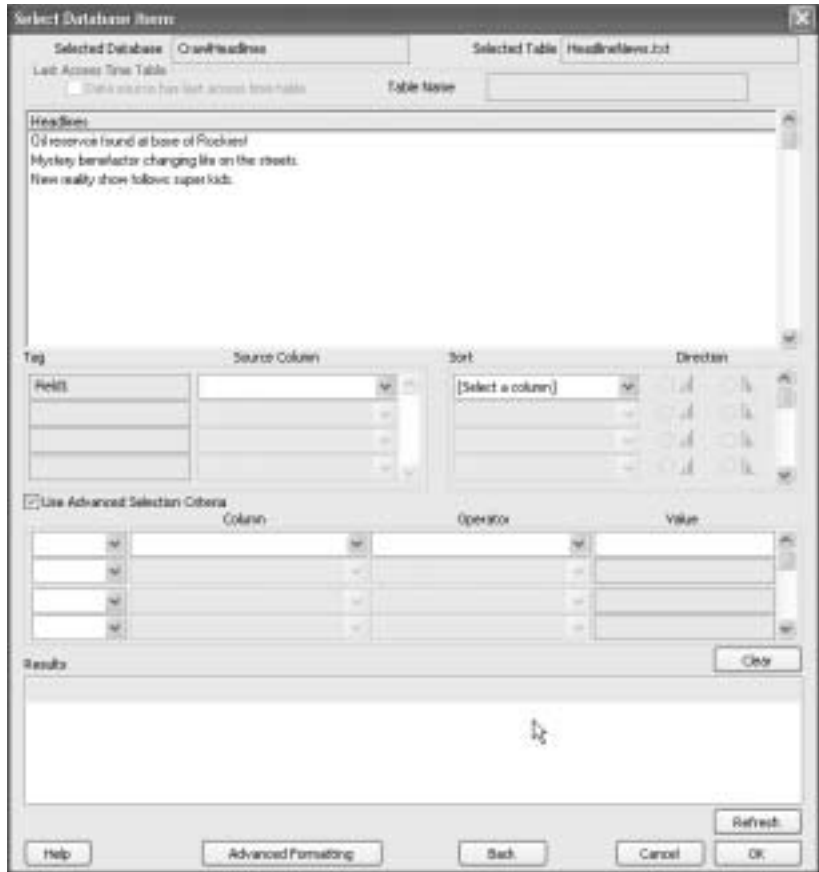 Select Database Items
Selected Database CrawlHeadlines Selected Table HeadlineNews.txt
Last Access Time Table
Data source has last access time table Table Name
Headlines
Oil reservoir found at base of Rockies!
Mystery benefactor changing life on the streets.
New reality show follows super kids.
Tag Source Column Sort Direction
Field1 [Select a column]
Use Advanced Selection Criteria
Column Operator Value
Clear
Results
Refresh
Help Advanced Formatting Back Cancel OK